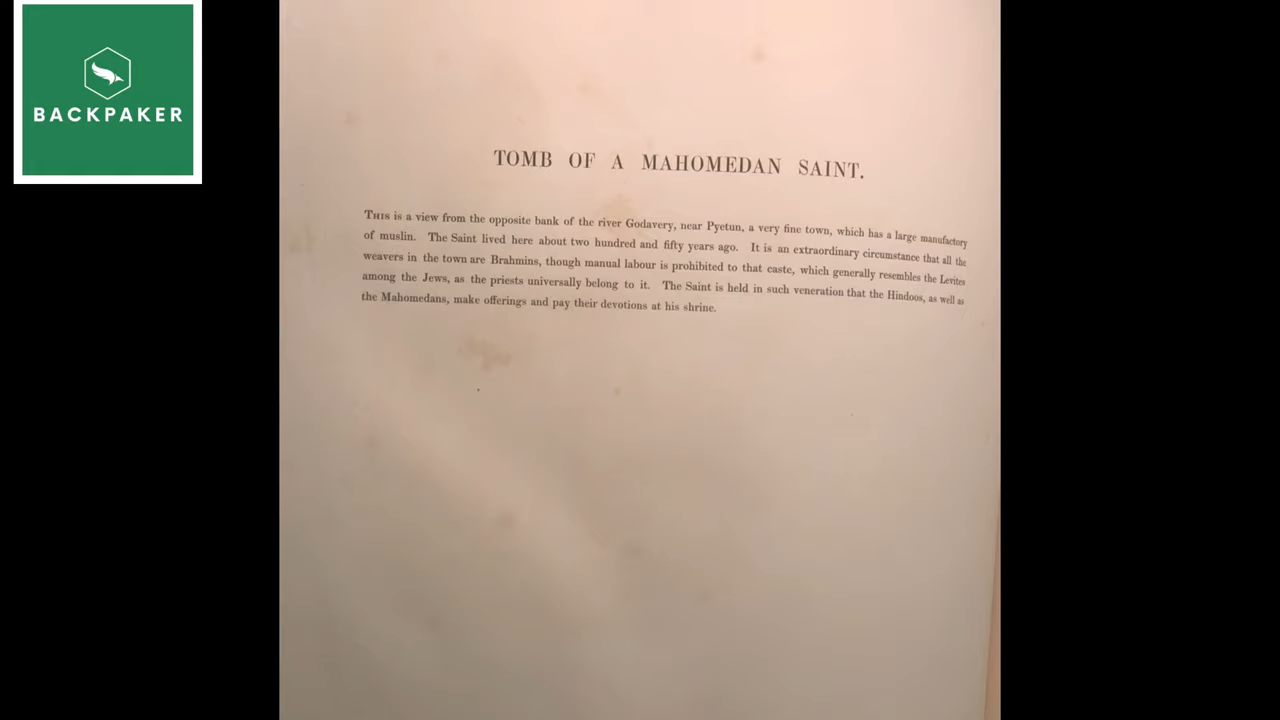 BACKPAKER
TOMB OF A MAHOMEDAN SAINT.
THIS is a view from the opposite bank of the river Godavery, near Pyetun, a very fine town, which has a large manufactory
of muslin. The Saint lived here about two hundred and fifty years ago. It is an extraordinary circumstance that all the
weavers in the town are Brahmins, though manual labour is prohibited to that caste, which generally resembles the Levites
among the Jews, as the priests universally belong to it. The Saint is held in such veneration that the Hindoos, as well as
the Mahomedans, make offerings and pay their devotions at his shrine.